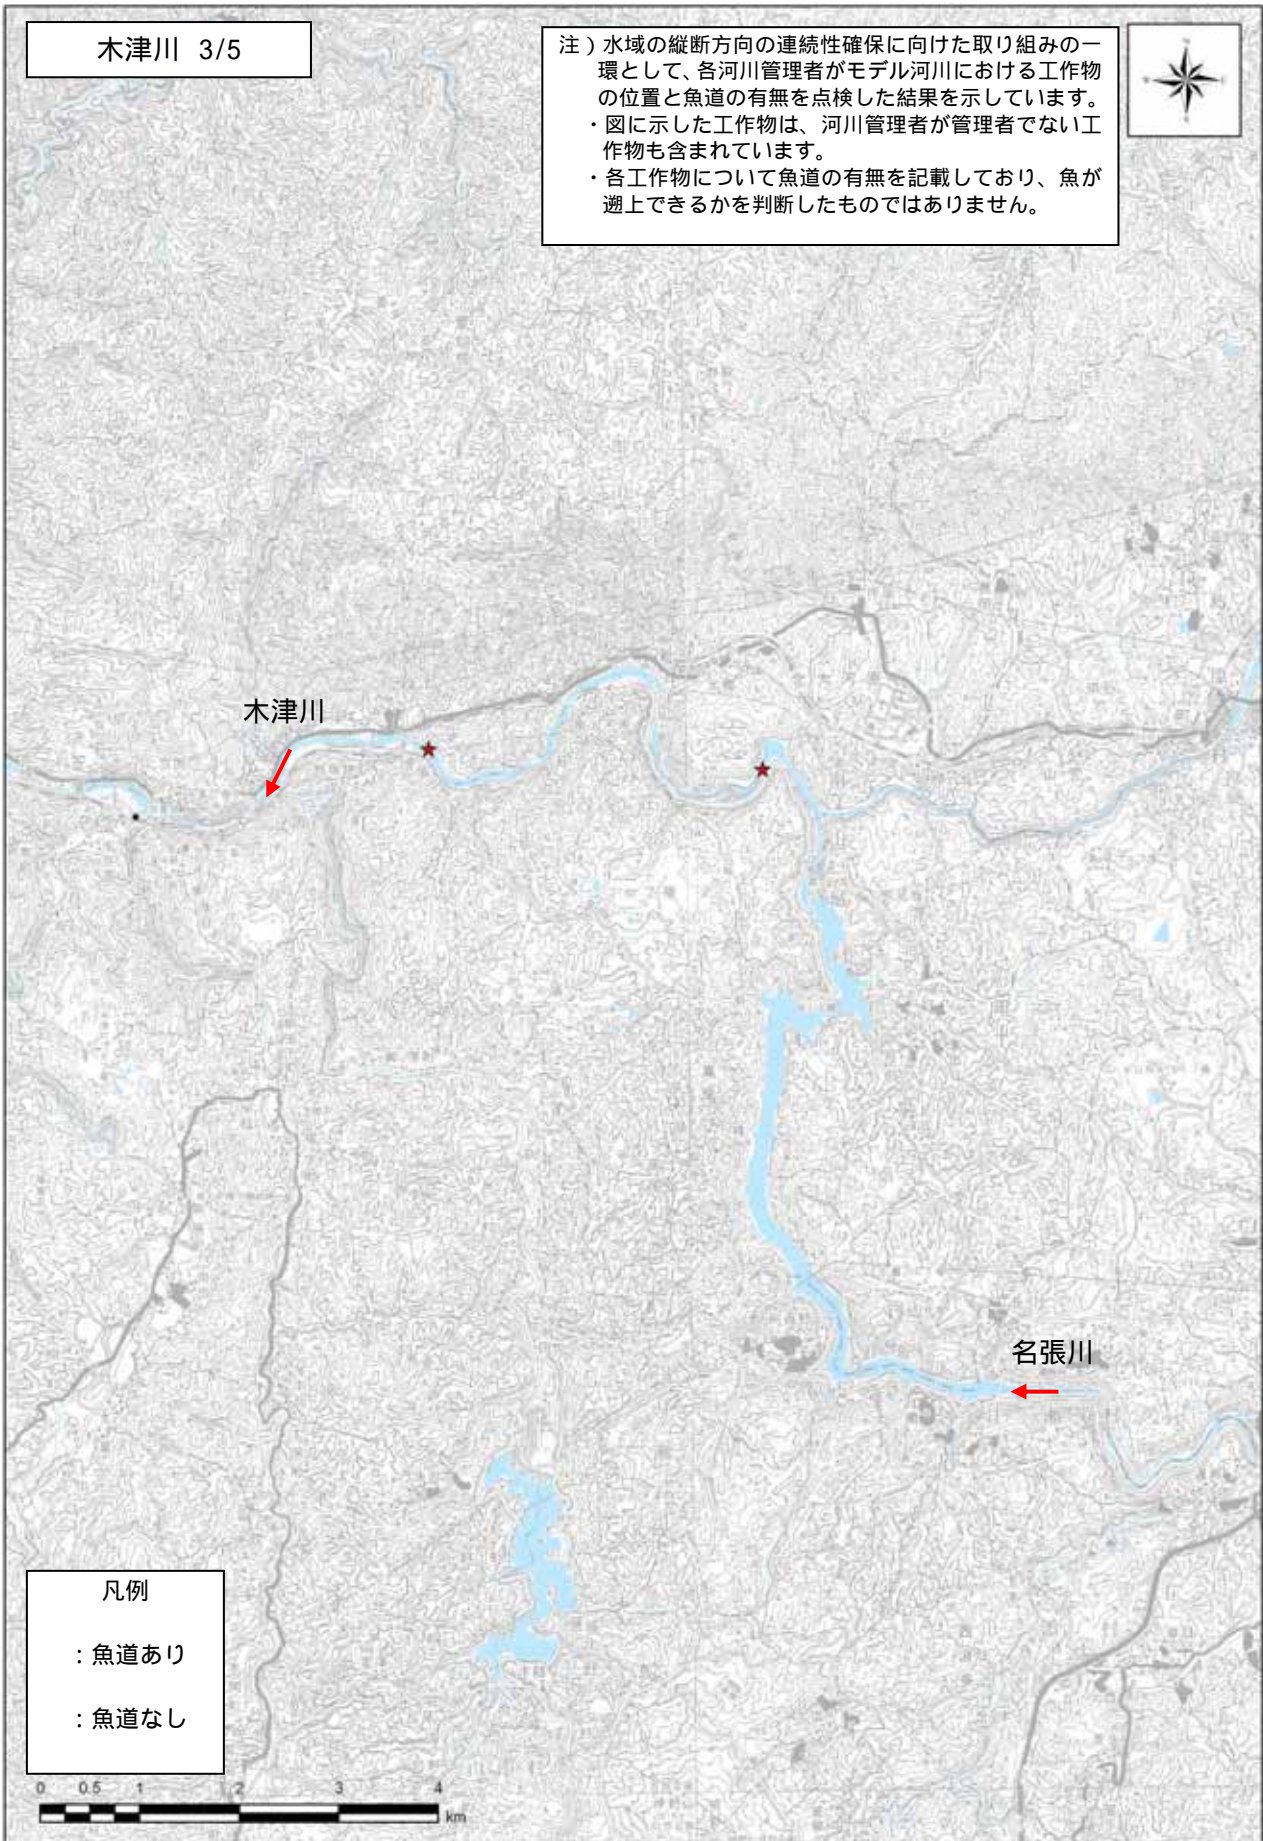 木津川 3/5
注）水域の縦断方向の連続性確保に向けた取り組みの一
環として、各河川管理者がモデル河川における工作物
の位置と魚道の有無を点検した結果を示しています。
・図に示した工作物は、河川管理者が管理者でない工
作物も含まれています。
・各工作物について魚道の有無を記載しており、魚が
遡上できるかを判断したものではありません。
木津川
名張川
凡例
：魚道あり
：魚道なし
0 0.5 1 2 3 4
km